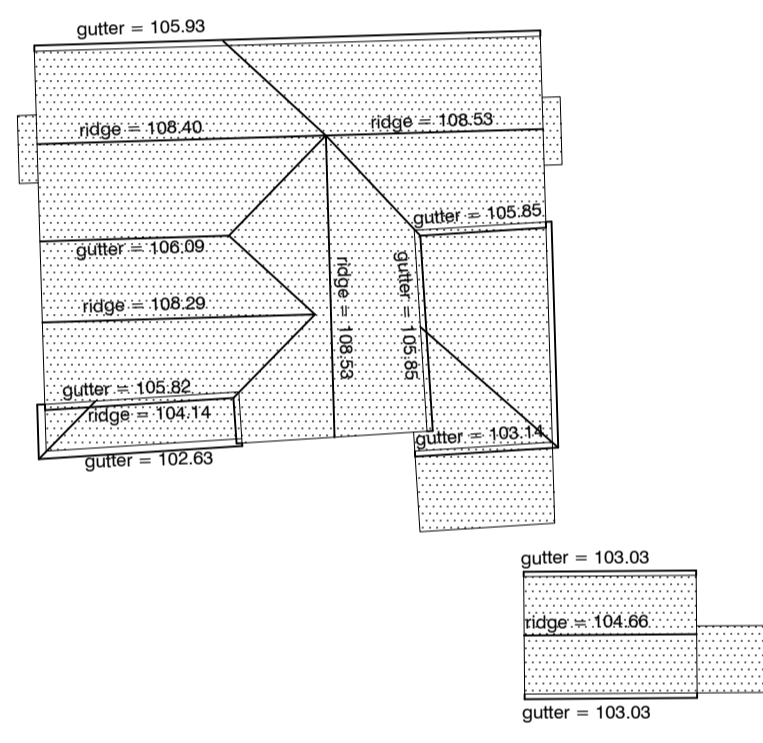 gutter = 105.93
ridge = 108.40
ridge = 108.53
gutter = 105.85
gutter = 106.09
ridge = 108.53
gutter = 105.85
ridge = 108.29
gutter = 105.82
ridge = 104.14
gutter = 103.14
gutter = 102.63
gutter = 103.03
ridge = 104.66
gutter = 103.03